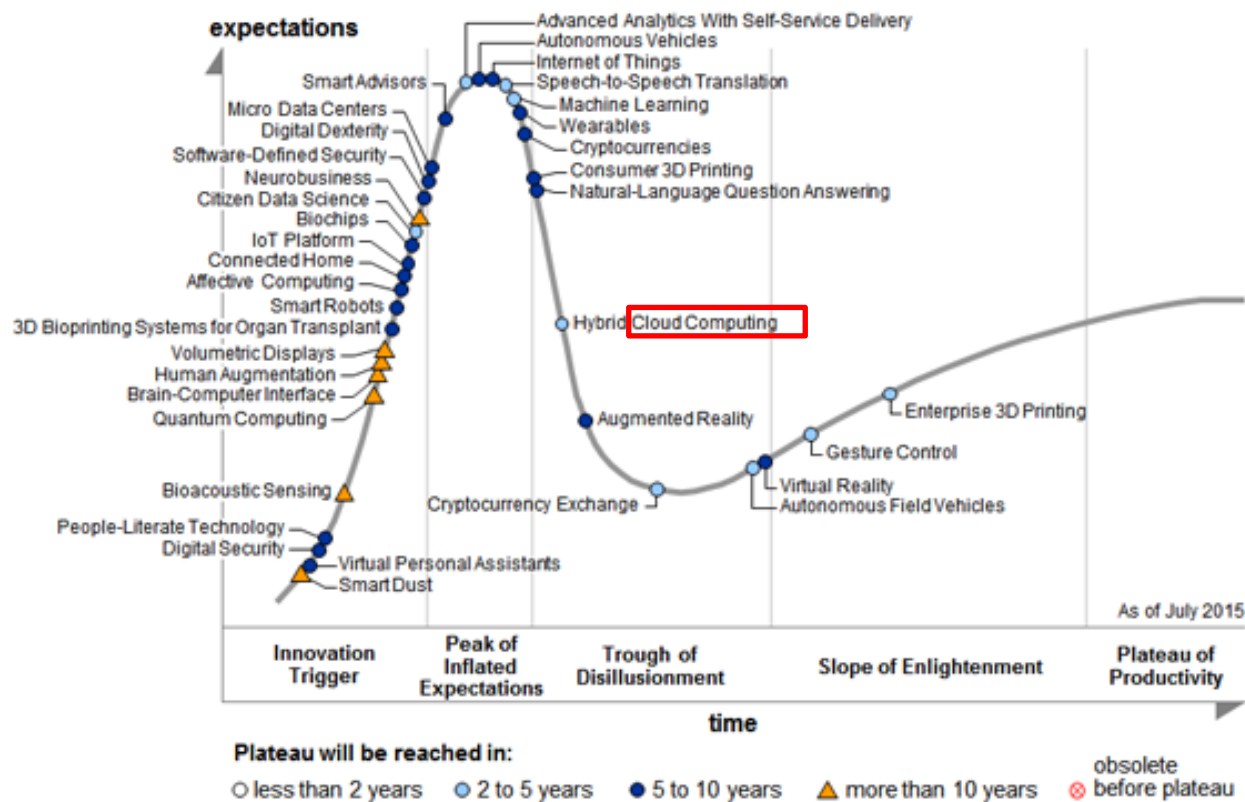 expectations
Advanced Analytics With Self-Service Delivery
Autonomous Vehicles
Internet of Things
Speech-to-Speech Translation
Machine Learning
Wearables
Cryptocurrencies
Consumer 3D Printing
Natural-Language Question Answering
Smart Advisors
Micro Data Centers
Digital Dexterity
Software-Defined Security
Neurobusiness
Citizen Data Science
Biochips
IoT Platform
Connected Home
Affective Computing
Smart Robots
3D Bioprinting Systems for Organ Transplant
Volumetric Displays
Human Augmentation
Brain-Computer Interface
Quantum Computing
Bioacoustic Sensing
People-Literate Technology
Digital Security
Virtual Personal Assistants
Smart Dust
Hybrid Cloud Computing
Augmented Reality
Cryptocurrency Exchange
Enterprise 3D Printing
Gesture Control
Virtual Reality
Autonomous Field Vehicles
As of July 2015
Innovation
Trigger
Peak of
Inflated
Expectations
Trough of
Disillusionment
Slope of Enlightenment
Plateau of
Productivity
time
Plateau will be reached in:
less than 2 years
2 to 5 years
5 to 10 years
more than 10 years
obsolete
before plateau